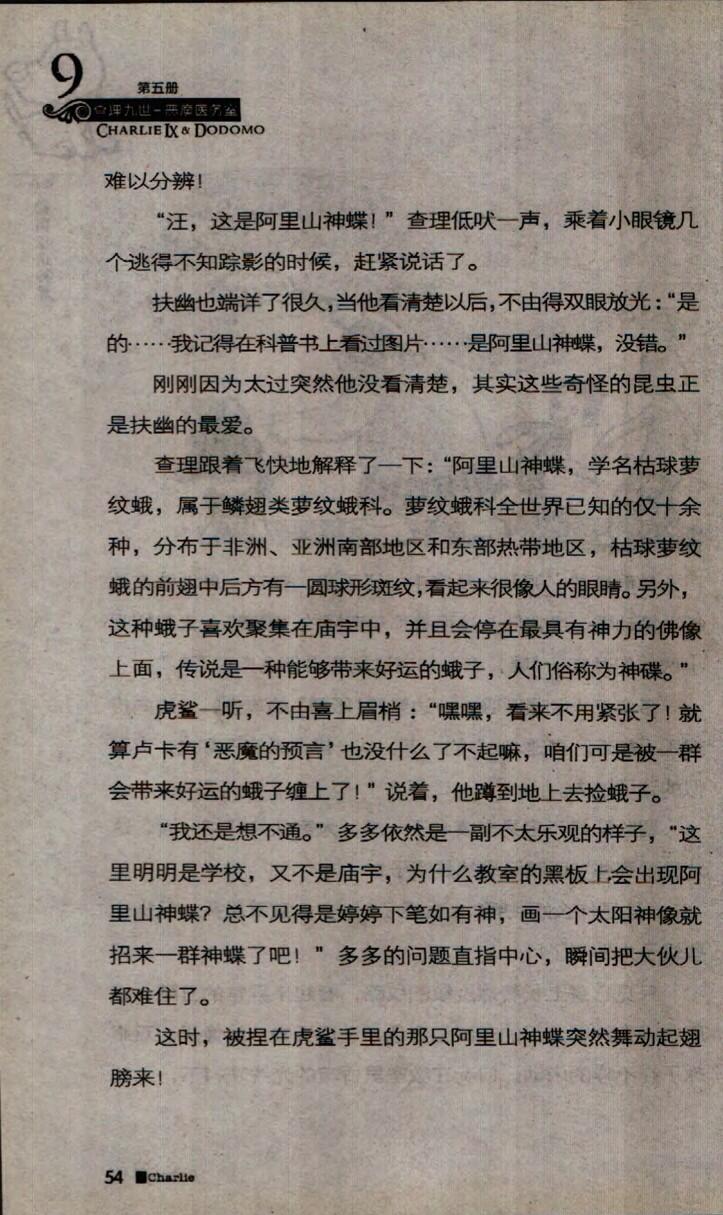 9
第五册
查理九世-恶魔医务室
CHARLIE IX & DODOMO
难以分辨！
“汪，这是阿里山神蝶！”查理低吠一声，乘着小眼镜几
个逃得不知踪影的时候，赶紧说话了。
扶幽也端详了很久，当他看清楚以后，不由得双眼放光：“是
的……我记得在科普书上看过图片……是阿里山神蝶，没错。”
刚刚因为太过突然他没看清楚，其实这些奇怪的昆虫正
是扶幽的最爱。
查理跟着飞快地解释了一下：“阿里山神蝶，学名枯球萝
纹蛾，属于鳞翅类萝纹蛾科。萝纹蛾科全世界已知的仅十余
种，分布于非洲、亚洲南部地区和东部热带地区，枯球萝纹
蛾的前翅中后方有一圆球形斑纹，看起来很像人的眼睛。另外，
这种蛾子喜欢聚集在庙宇中，并且会停在最具有神力的佛像
上面，传说是一种能够带来好运的蛾子，人们俗称为神碟。”
虎鲨一听，不由喜上眉梢：“嘿嘿，看来不用紧张了！就
算卢卡有‘恶魔的预言’也没什么了不起嘛，咱们可是被一群
会带来好运的蛾子缠上了！”说着，他蹲到地上去捡蛾子。
“我还是想不通。”多多依然是一副不太乐观的样子，“这
里明明是学校，又不是庙宇，为什么教室的黑板上会出现阿
里山神蝶？总不见得是婷婷下笔如有神，画一个太阳神像就
招来一群神蝶了吧！”多多的问题直指中心，瞬间把大伙儿
都难住了。
这时，被捏在虎鲨手里的那只阿里山神蝶突然舞动起翅
膀来！
54 ■Charlie